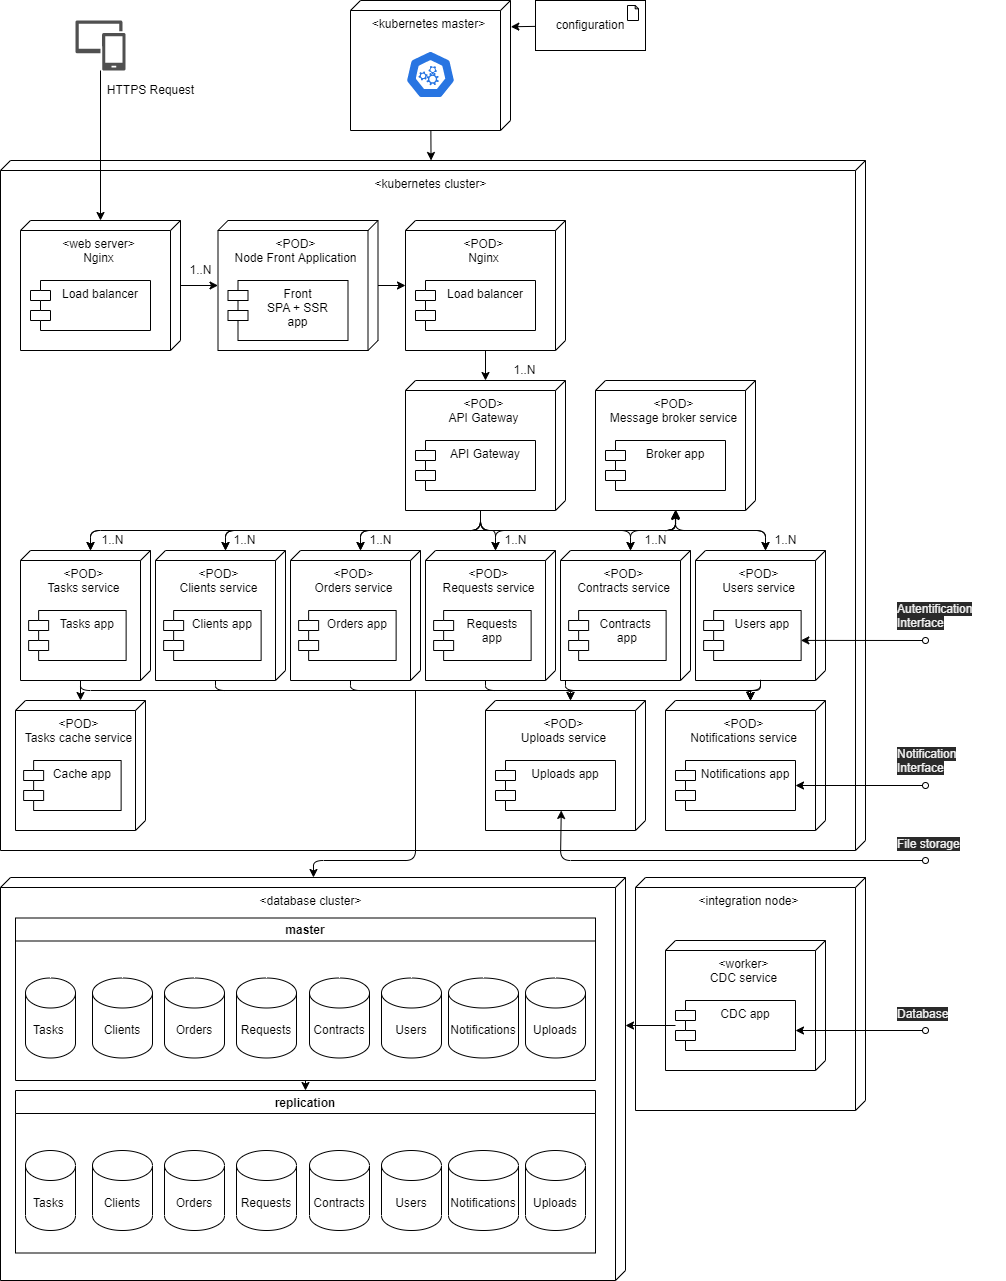 <kubernetes master>
configuration
HTTPS Request
<kubernetes cluster>
<web server>
Nginx
Load balancer
1..N
<POD>
Node Front Application
Front
SPA + SSR
app
<POD>
Nginx
Load balancer
1..N
<POD>
API Gateway
API Gateway
<POD>
Message broker service
Broker app
1..N
1..N
1..N
1..N
1..N
1..N
<POD>
Tasks service
Tasks app
<POD>
Clients service
Clients app
<POD>
Orders service
Orders app
<POD>
Requests service
Requests
app
<POD>
Contracts service
Contracts
app
<POD>
Users service
Users app
Autentification
Interface
<POD>
Tasks cache service
Cache app
<POD>
Uploads service
Uploads app
<POD>
Notifications service
Notifications app
Notification
Interface
File storage
<database cluster>
master
Tasks
Clients
Orders
Requests
Contracts
Users
Notifications
Uploads
replication
Tasks
Clients
Orders
Requests
Contracts
Users
Notifications
Uploads
<integration node>
<worker>
CDC service
CDC app
Database